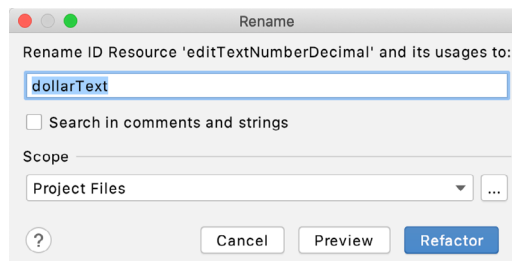 Rename
Rename ID Resource 'editTextNumberDecimal' and its usages to:
dollarText
Search in comments and strings
Scope
Project Files ...
? Cancel Preview Refactor